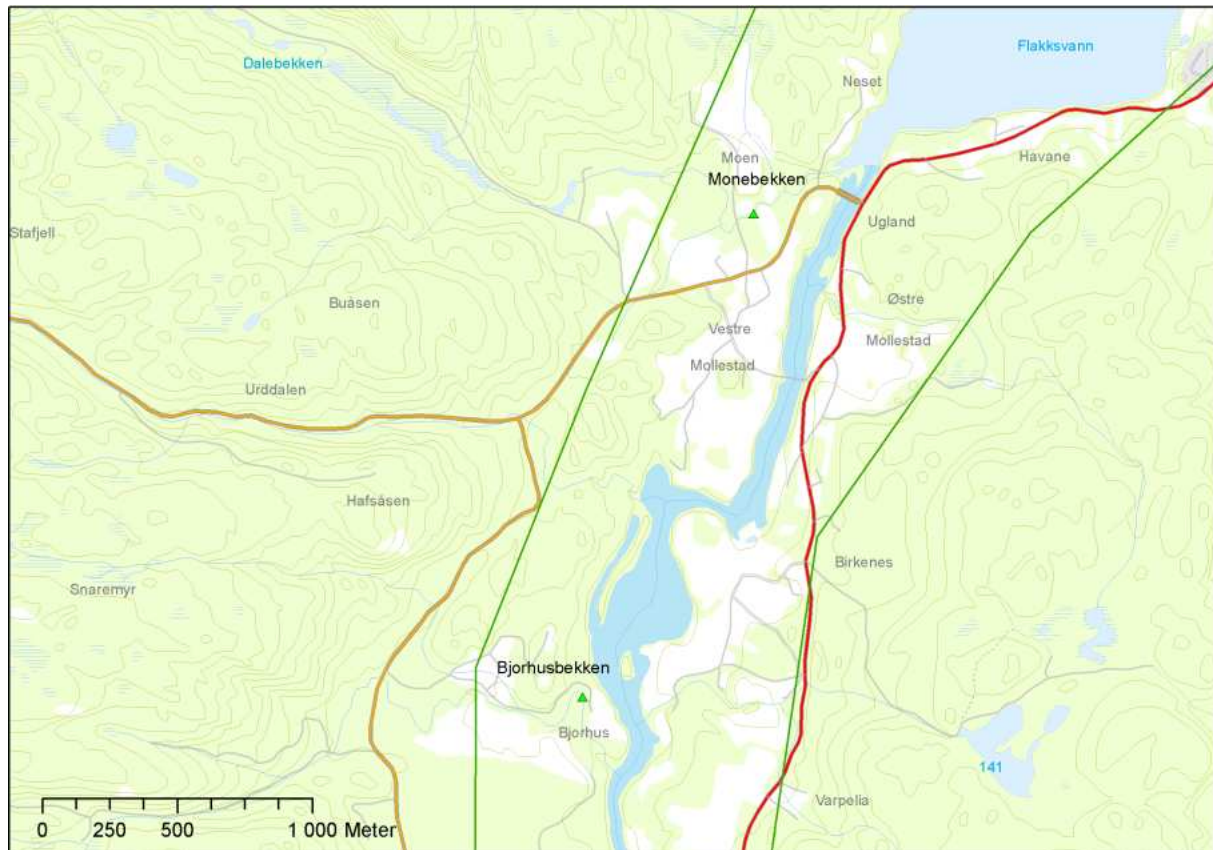 Flakksvann
Dalebekken
Neset
Moen
Havane
Monebekken
Ugland
Stafjell
Buåsen
Østre
Vestre
Mollestad
Mollestad
Urddalen
Hafsåsen
Birkenes
Snaremyr
Bjorhusbekken
Bjorhus
141
Varpelia
0 250 500 1 000 Meter